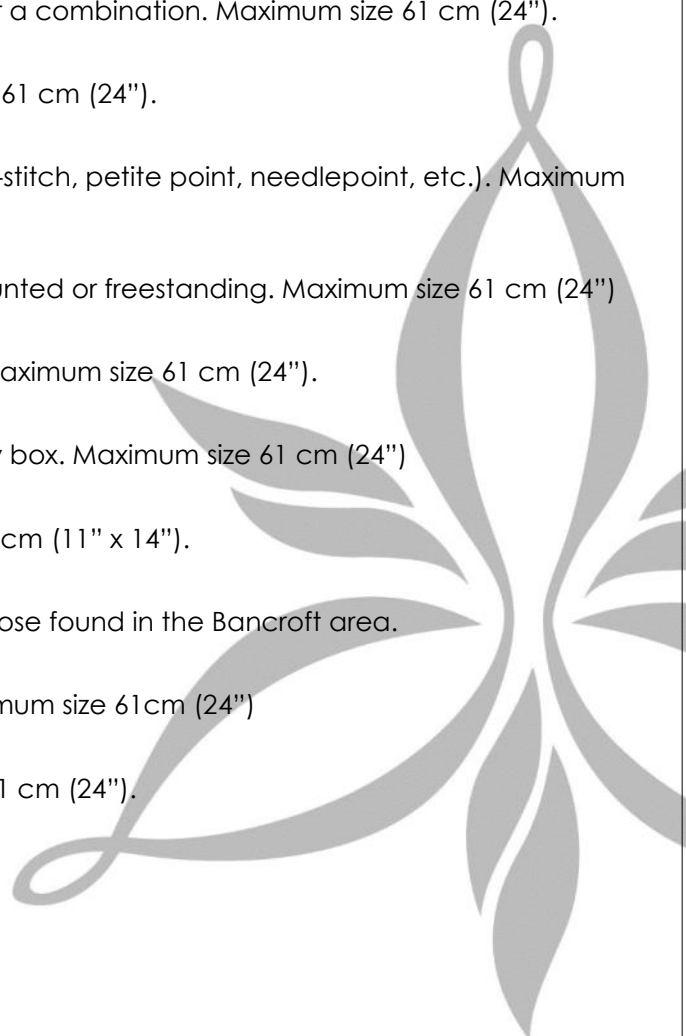 a combination. Maximum size 61 cm (24”).
61 cm (24”).
-stitch, petite point, needlepoint, etc.). Maximum
unted or freestanding. Maximum size 61 cm (24”)
aximum size 61 cm (24”).
box. Maximum size 61 cm (24”)
cm (11” x 14”).
ose found in the Bancroft area.
mum size 61cm (24”)
1 cm (24”).